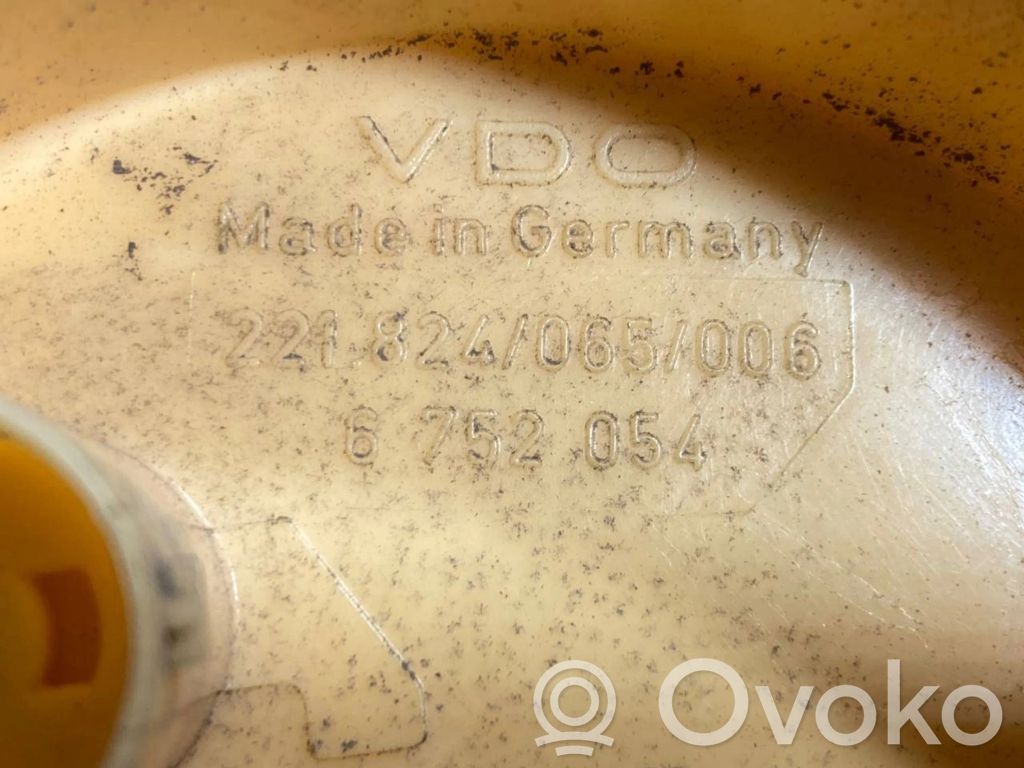 VDO
Made in Germany
221.824/065/006
6 752 054
Ovoko